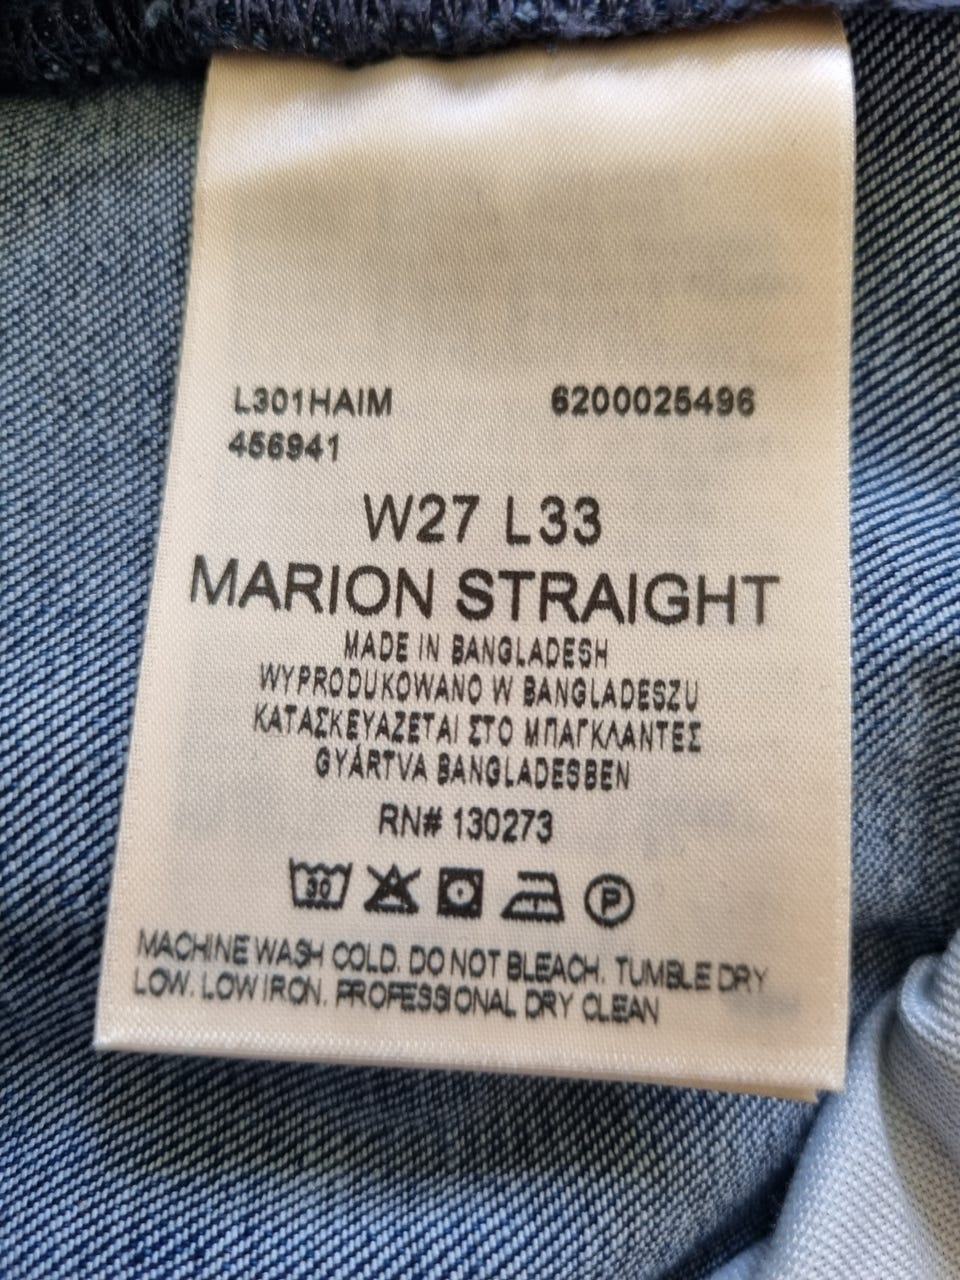 L301HAIM 6200025496
456941
W27 L33
MARION STRAIGHT
MADE IN BANGLADESH
WYPRODUKOWANO W BANGLADESZU
ΚΑΤΑΣΚΕΥΑΖΕΤΑΙ ΣΤΟ ΜΠΑΓΚΛΑΝΤΕΣ
GYÁRTVA BANGLADESBEN
RN# 130273
30 P
MACHINE WASH COLD. DO NOT BLEACH. TUMBLE DRY
LOW. LOW IRON. PROFESSIONAL DRY CLEAN